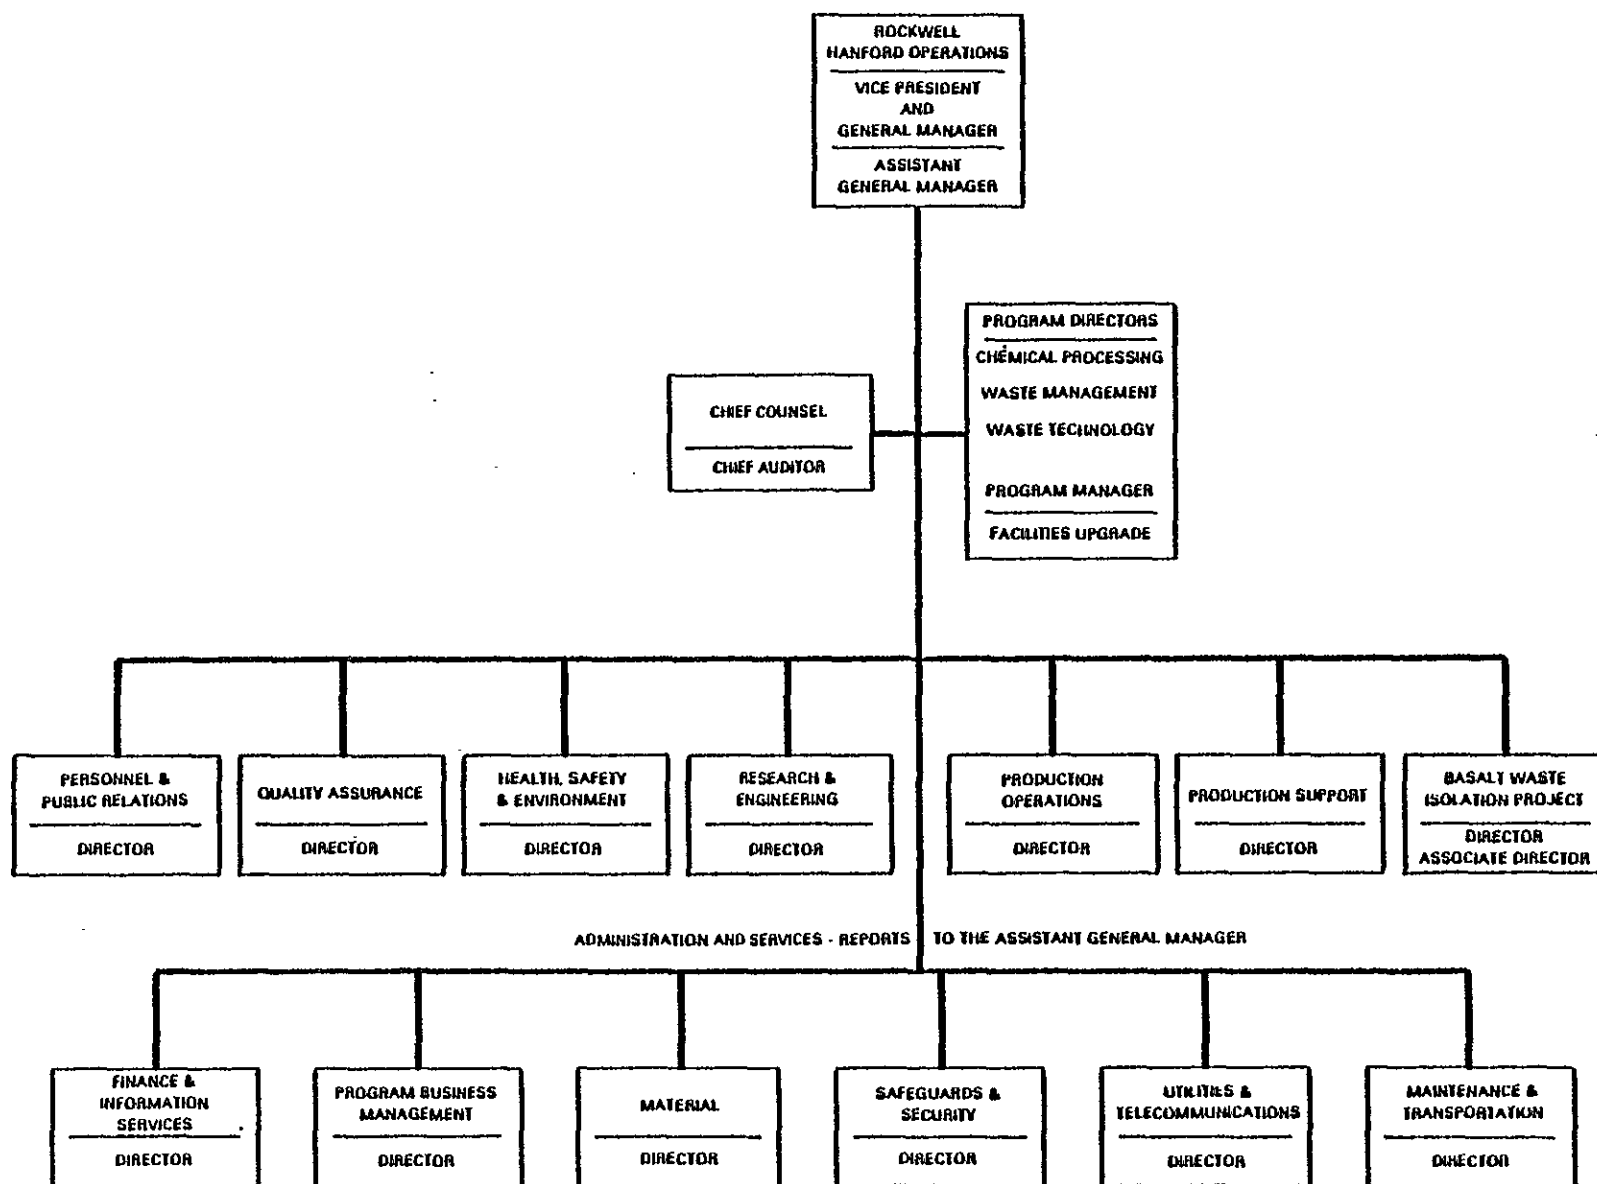 ROCKWELL
HANFORD OPERATIONS
VICE PRESIDENT
AND
GENERAL MANAGER
ASSISTANT
GENERAL MANAGER
CHIEF COUNSEL
CHIEF AUDITOR
PROGRAM DIRECTORS
CHEMICAL PROCESSING
WASTE MANAGEMENT
WASTE TECHNOLOGY
PROGRAM MANAGER
FACILITIES UPGRADE
PERSONNEL &
PUBLIC RELATIONS
DIRECTOR
QUALITY ASSURANCE
DIRECTOR
HEALTH, SAFETY
& ENVIRONMENT
DIRECTOR
RESEARCH &
ENGINEERING
DIRECTOR
PRODUCTION
OPERATIONS
DIRECTOR
PRODUCTION SUPPORT
DIRECTOR
BASALT WASTE
ISOLATION PROJECT
DIRECTOR
ASSOCIATE DIRECTOR
ADMINISTRATION AND SERVICES - REPORTS TO THE ASSISTANT GENERAL MANAGER
FINANCE &
INFORMATION
SERVICES
DIRECTOR
PROGRAM BUSINESS
MANAGEMENT
DIRECTOR
MATERIAL
DIRECTOR
SAFEGUARDS &
SECURITY
DIRECTOR
UTILITIES &
TELECOMMUNICATIONS
DIRECTOR
MAINTENANCE &
TRANSPORTATION
DIRECTOR